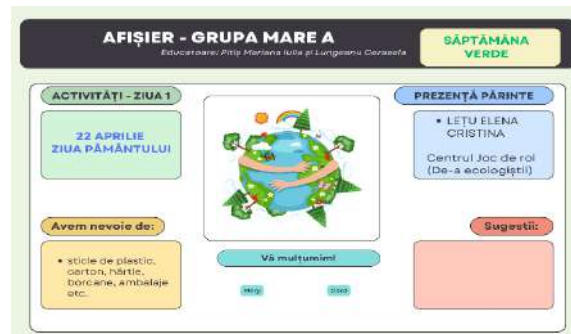 AFIȘIER - GRUPA MARE A
Educatoare: Pitiș Mariana Iulia și Lungeanu Cerasela
SĂPTĂMÂNA
VERDE
ACTIVITĂȚI - ZIUA 1
22 APRILIE
ZIUA PĂMÂNTULUI
PREZENȚĂ PĂRINTE
• LEȚU ELENA
CRISTINA
Centrul Joc de rol
(De-a ecologiștii)
Avem nevoie de:
• sticle de plastic,
carton, hârtie,
borcane, ambalaje
etc.
Vă mulțumim!
Sugestii: